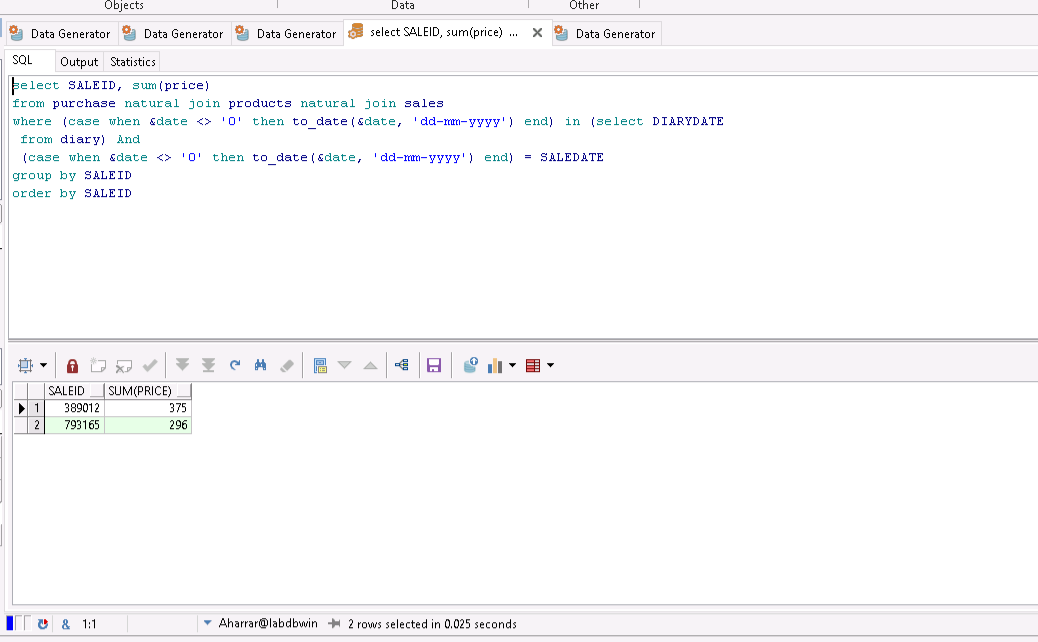 Objects Data Other
Data Generator Data Generator Data Generator select SALEID, sum(price) ... Data Generator
SQL Output Statistics
select SALEID, sum(price)
from purchase natural join products natural join sales
where (case when &date <> '0' then to_date(&date, 'dd-mm-yyyy') end) in (select DIARYDATE
from diary) And
(case when &date <> '0' then to_date(&date, 'dd-mm-yyyy') end) = SALEDATE
group by SALEID
order by SALEID
SALEID SUM(PRICE)
1 389012 375
2 793165 296
& 1:1 Aharrar@labdbwin 2 rows selected in 0.025 seconds